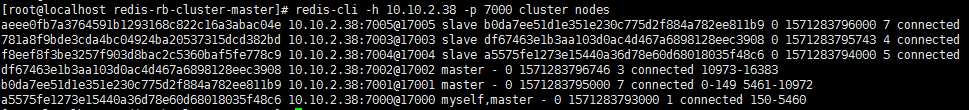 [root@localhost redis-rb-cluster-master]# redis-cli -h 10.10.2.38 -p 7000 cluster nodes
aeee0fb7a3764591b1293168c822c16a3abac04e 10.10.2.38:7005@17005 slave b0da7ee51d1e351e230c775d2f884a782ee811b9 0 1571283796000 7 connected
781a8f9bde3cda4bc04924ba20537315dcd382bd 10.10.2.38:7003@17003 slave df67463e1b3aa103d0ac4d467a6898128eec3908 0 1571283795743 4 connected
f8eef8f3be3257f903d8bac2c5360baf5fe778c9 10.10.2.38:7004@17004 slave a5575fe1273e15440a36d78e60d68018035f48c6 0 1571283794000 5 connected
df67463e1b3aa103d0ac4d467a6898128eec3908 10.10.2.38:7002@17002 master - 0 1571283796746 3 connected 10973-16383
b0da7ee51d1e351e230c775d2f884a782ee811b9 10.10.2.38:7001@17001 master - 0 1571283795000 7 connected 0-149 5461-10972
a5575fe1273e15440a36d78e60d68018035f48c6 10.10.2.38:7000@17000 myself,master - 0 1571283793000 1 connected 150-5460